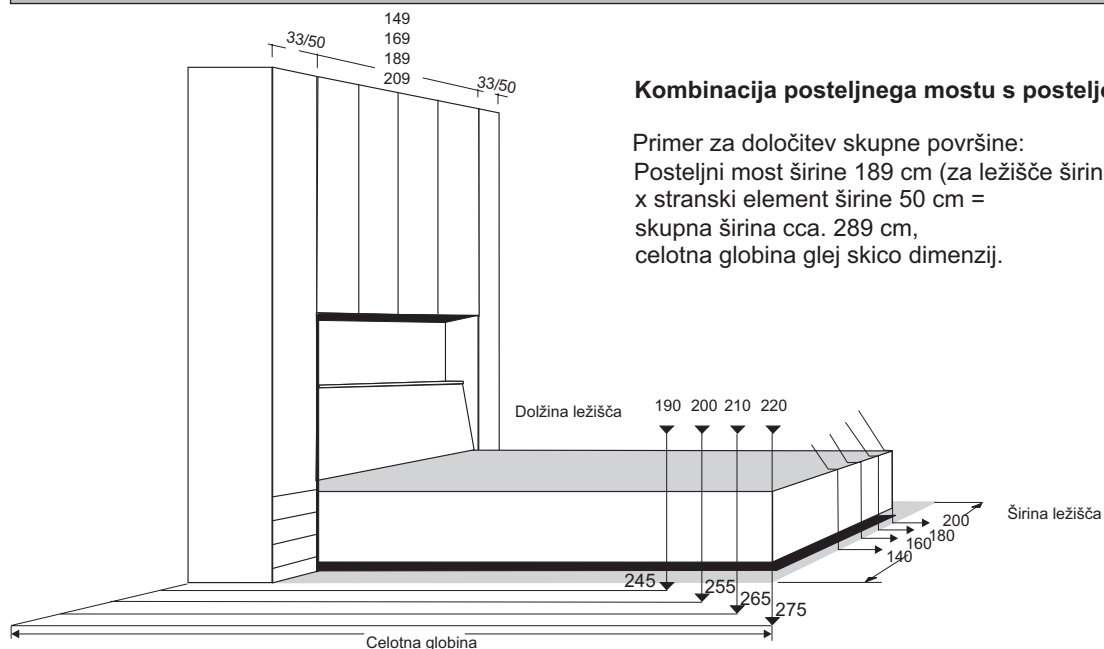 149
33/50
169
189
209
33/50
Kombinacija posteljnega mostu s
Primer za določitev skupne površine:
Posteljni most širine 189 cm (za ležišče
x stranski element širine 50 cm =
skupna širina cca. 289 cm,
celotna globina glej skico dimenzij.
Dolžina ležišča
190 200 210 220
Širina ležišča
200
180
160
140
245
255
265
275
Celotna globina